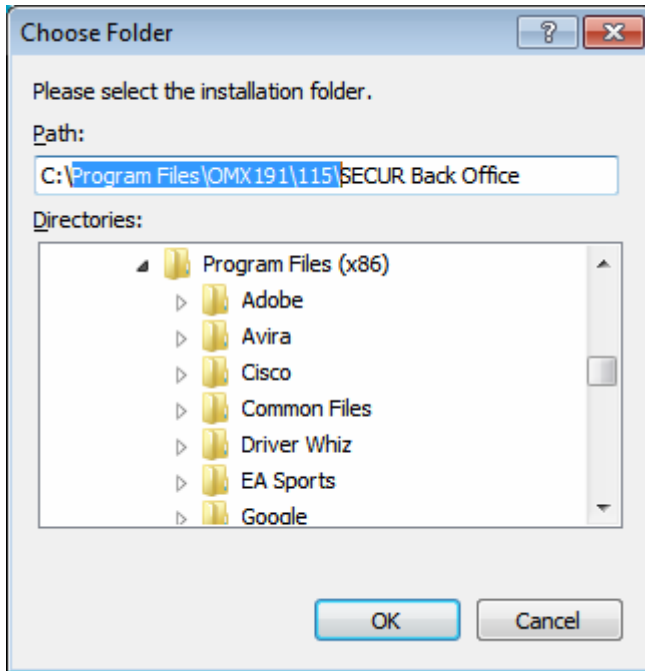 Choose Folder
Please select the installation folder.
Path:
C:\Program Files\OMX191\115\SECUR Back Office
Directories:
Program Files (x86)
Adobe
Avira
Cisco
Common Files
Driver Whiz
EA Sports
Google
OK Cancel